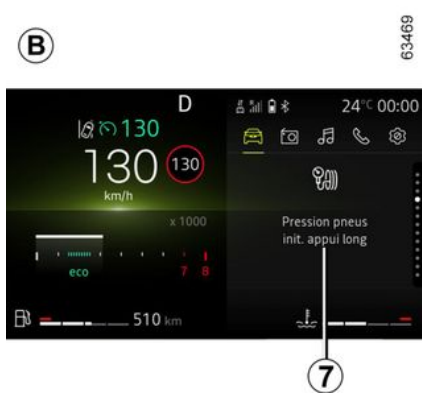 B
63469
D
24°C 00:00
130
130
130
km/h
x 1000
Pression pneus
init. appui long
eco
7 8
510 km
7